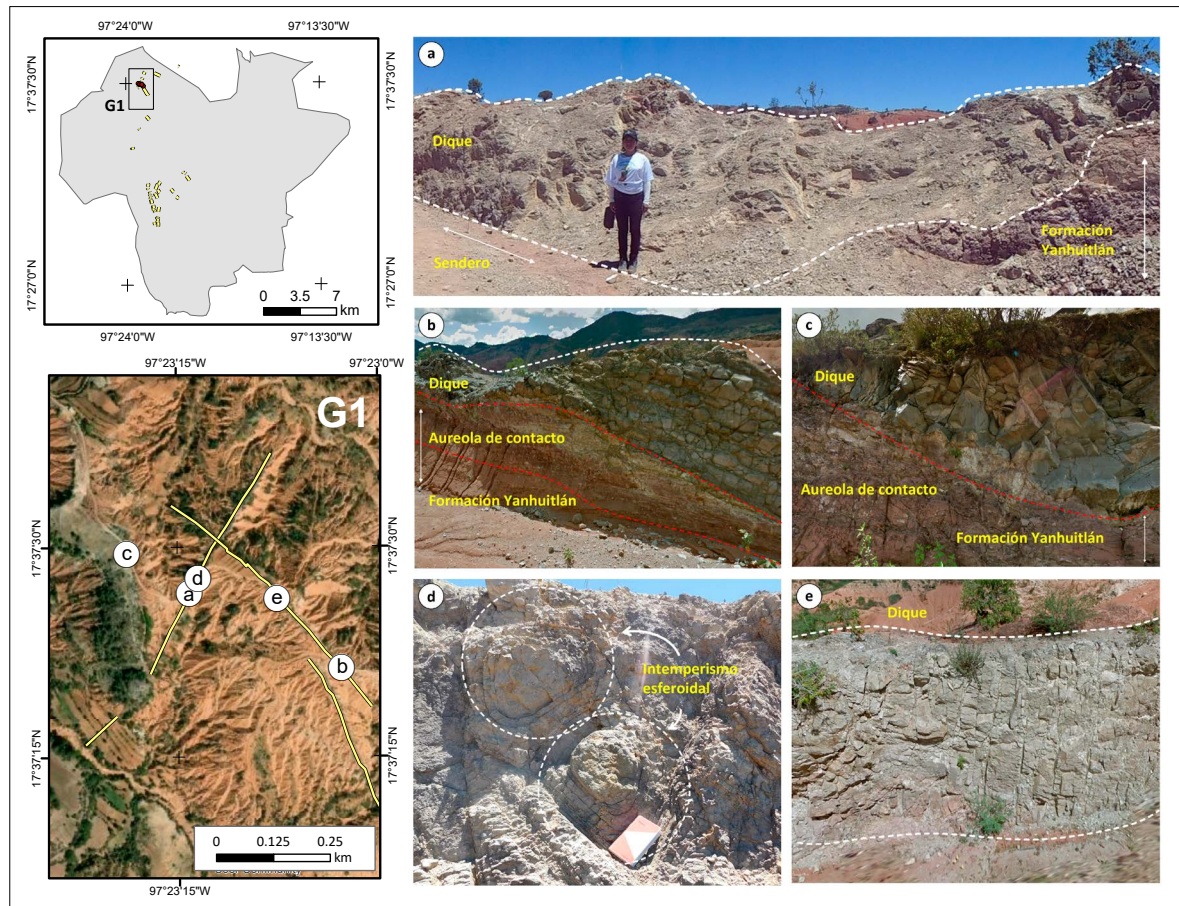 97°24'0"W
97°13'30"W
17°37'30"N
17°37'30"N
G1
17°27'0"N
17°27'0"N
0
3.5
7
km
97°24'0"W
97°13'30"W
97°23'15"W
97°23'0"W
G1
17°37'30"N
17°37'30"N
c
d
a
e
b
17°37'15"N
17°37'15"N
0
0.125
0.25
km
97°23'15"W
a
Dique
Sendero
Formación
Yanhuitlán
b
Dique
Aureola de contacto
Formación Yanhuitlán
c
Dique
Aureola de contacto
Formación Yanhuitlán
d
Intemperismo
esferoidal
e
Dique